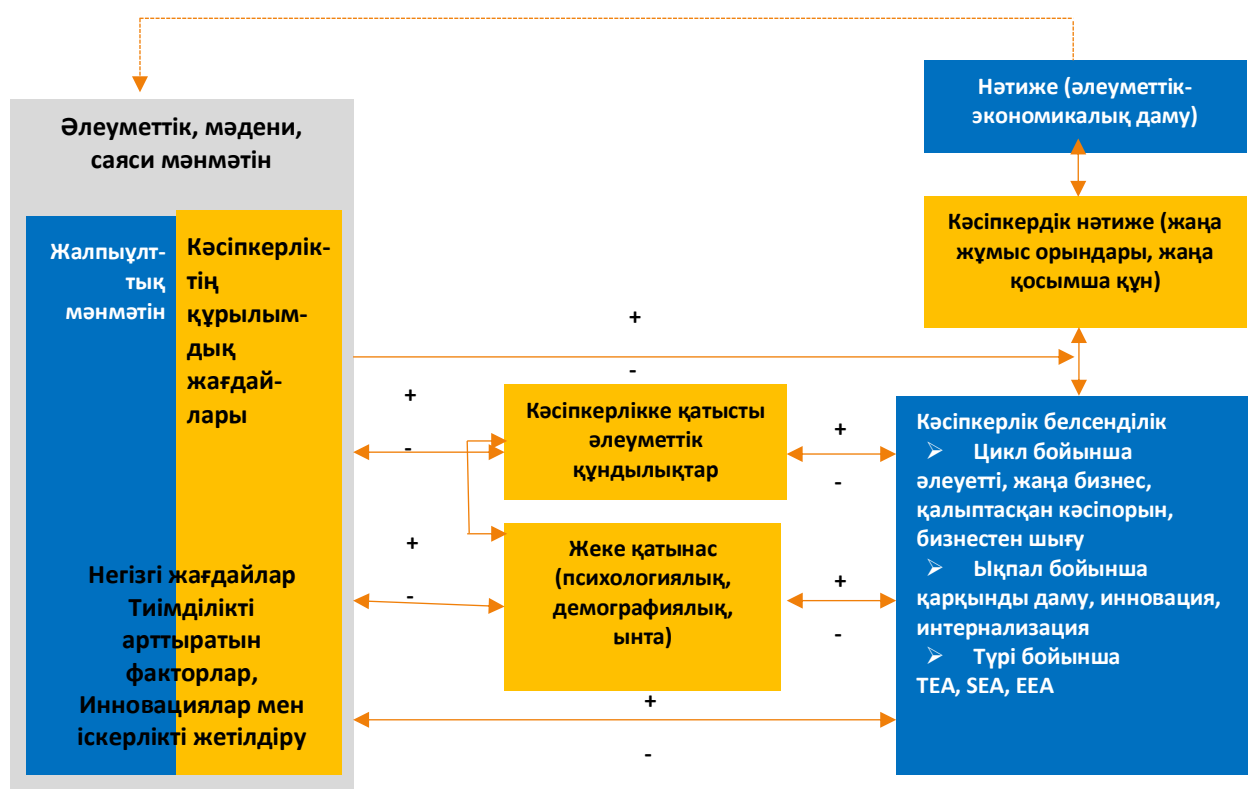 Әлеуметтік, мәдени,
саяси мәнмәтін
Жалпыұлт-
тық
мәнмәтін
Кәсіпкерлік-
тің
құрылым-
дық
жағдай-
лары
Негізгі жағдайлар
Тиімділікті
арттыратын
факторлар,
Инновациялар мен
іскерлікті жетілдіру
+
-
+
-
+
-
Кәсіпкерлікке қатысты
әлеуметтік
құндылықтар
Жеке қатынас
(психологиялық,
демографиялық,
ынта)
+
-
+
-
+
-
Нәтиже (әлеуметтік-
экономикалық даму)
Кәсіпкердік нәтиже (жаңа
жұмыс орындары, жаңа
қосымша құн)
Кәсіпкерлік белсенділік
➢ Цикл бойынша
әлеуетті, жаңа бизнес,
қалыптасқан кәсіпорын,
бизнестен шығу
➢ Ықпал бойынша
қарқынды даму, инновация,
интернализация
➢ Түрі бойынша
TEA, SEA, EEA